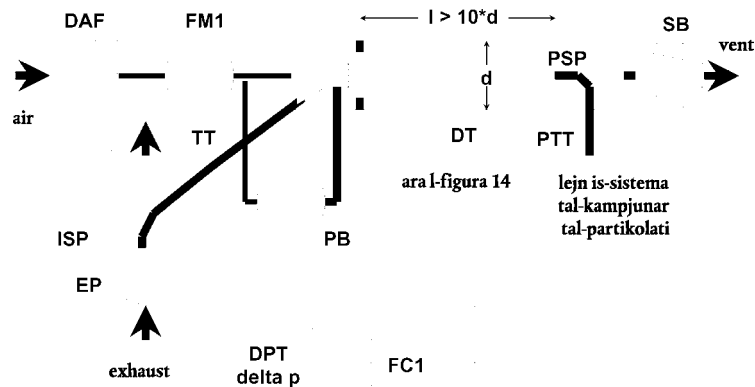 DAF
FM1
l > 10*d
SB
vent
d
PSP
air
TT
DT
PTT
ara l-figura 14
lejn is-sistema
tal-kampjunar
tal-partikolati
ISP
PB
EP
exhaust
DPT
delta p
FC1